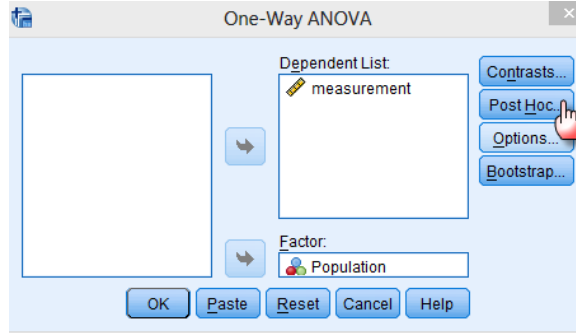 One-Way ANOVA
Dependent List:
measurement
Contrasts...
Post Hoc...
Options...
Bootstrap...
Factor:
Population
OK Paste Reset Cancel Help